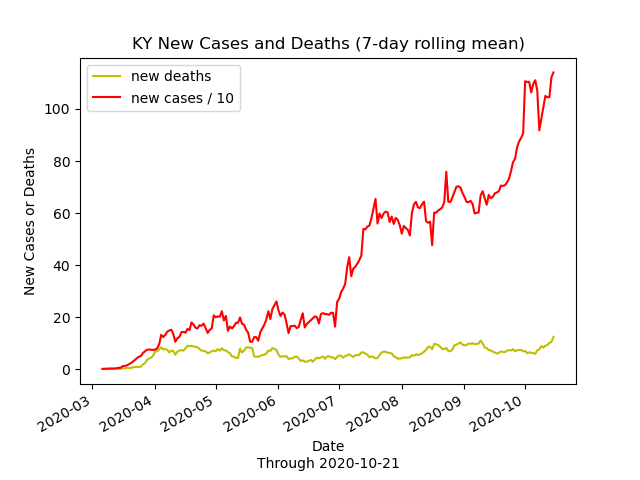 KY New Cases and Deaths (7-day rolling mean)
new deaths
new cases / 10
New Cases or Deaths
100
80
60
40
20
0
2020-03
2020-04
2020-05
2020-06
2020-07
2020-08
2020-09
2020-10
Date
Through 2020-10-21